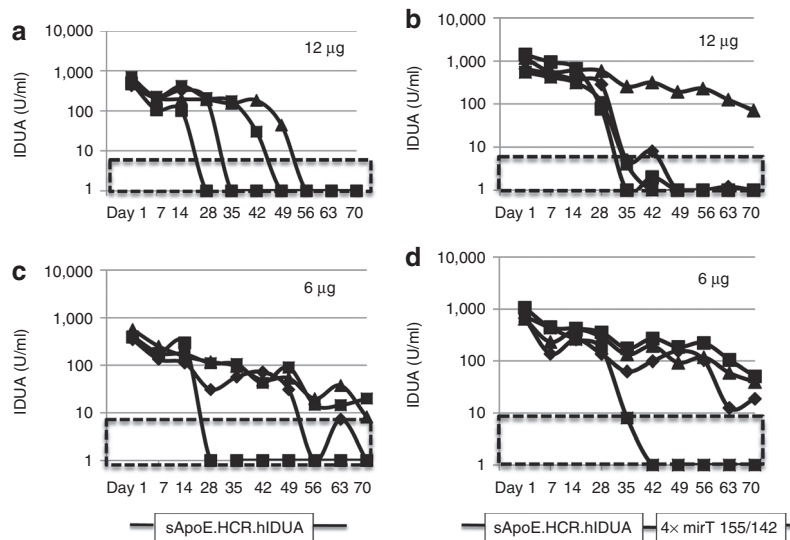 a
12 μg
IDUA (U/ml)
10,000
1,000
100
10
1
Day 1 7 14 28 35 42 49 56 63 70
b
12 μg
IDUA (U/ml)
10,000
1,000
100
10
1
Day 1 7 14 28 35 42 49 56 63 70
c
6 μg
IDUA (U/ml)
10,000
1,000
100
10
1
Day 1 7 14 28 35 42 49 56 63 70
d
6 μg
IDUA (U/ml)
10,000
1,000
100
10
1
Day 1 7 14 28 35 42 49 56 63 70
sApoE.HCR.hIDUA
sApoE.HCR.hIDUA 4× mirT 155/142